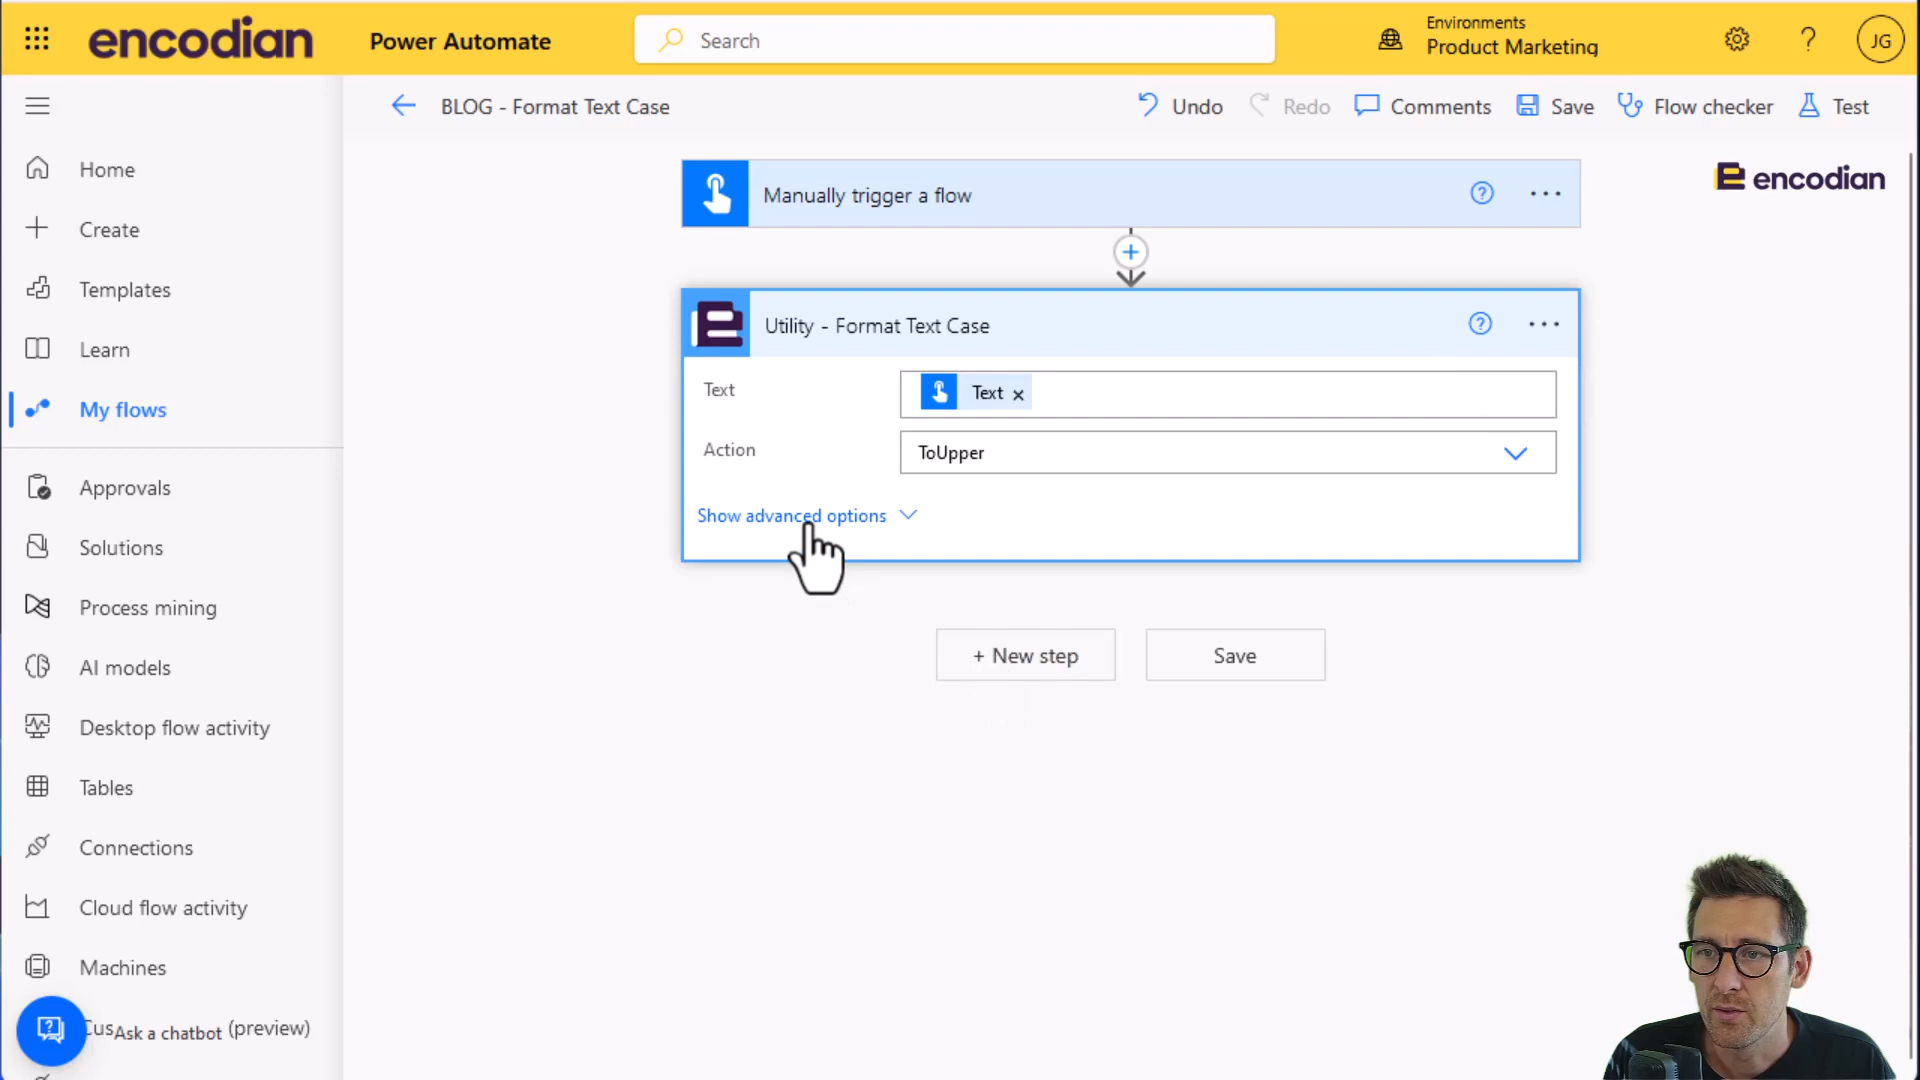 encodian
Power Automate
Search
Environments
Product Marketing
JG
BLOG - Format Text Case
Undo
Redo
Comments
Save
Flow checker
Test
Home
Create
Templates
Learn
My flows
Approvals
Solutions
Process mining
AI models
Desktop flow activity
Tables
Connections
Cloud flow activity
Machines
Cus
Ask a chatbot
(preview)
Manually trigger a flow
encodian
Utility - Format Text Case
Text
Text
Action
ToUpper
Show advanced options
+ New step
Save